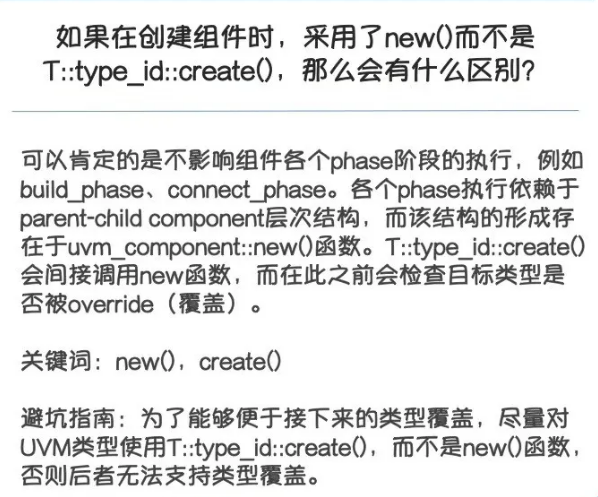 如果在创建组件时，采用了new()而不是
T::type_id::create()，那么会有什么区别？
可以肯定的是不影响组件各个phase阶段的执行，例如
build_phase、connect_phase。各个phase执行依赖于
parent-child component层次结构，而该结构的形成存
在于uvm_component::new()函数。T::type_id::create()
会间接调用new函数，而在此之前会检查目标类型是
否被override（覆盖）。
关键词：new()，create()
避坑指南：为了能够便于接下来的类型覆盖，尽量对
UVM类型使用T::type_id::create()，而不是new()函数，
否则后者无法支持类型覆盖。